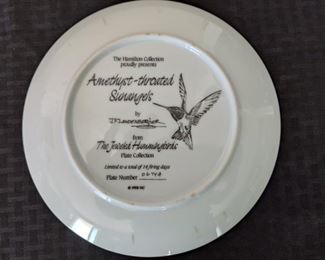 The Hamilton Collection
proudly presents
Amethyst-throated
Sunangels
by
from
The Jeweled Hummingbirds
Plate Collection
Limited to a total of 14 firing days
Plate Number